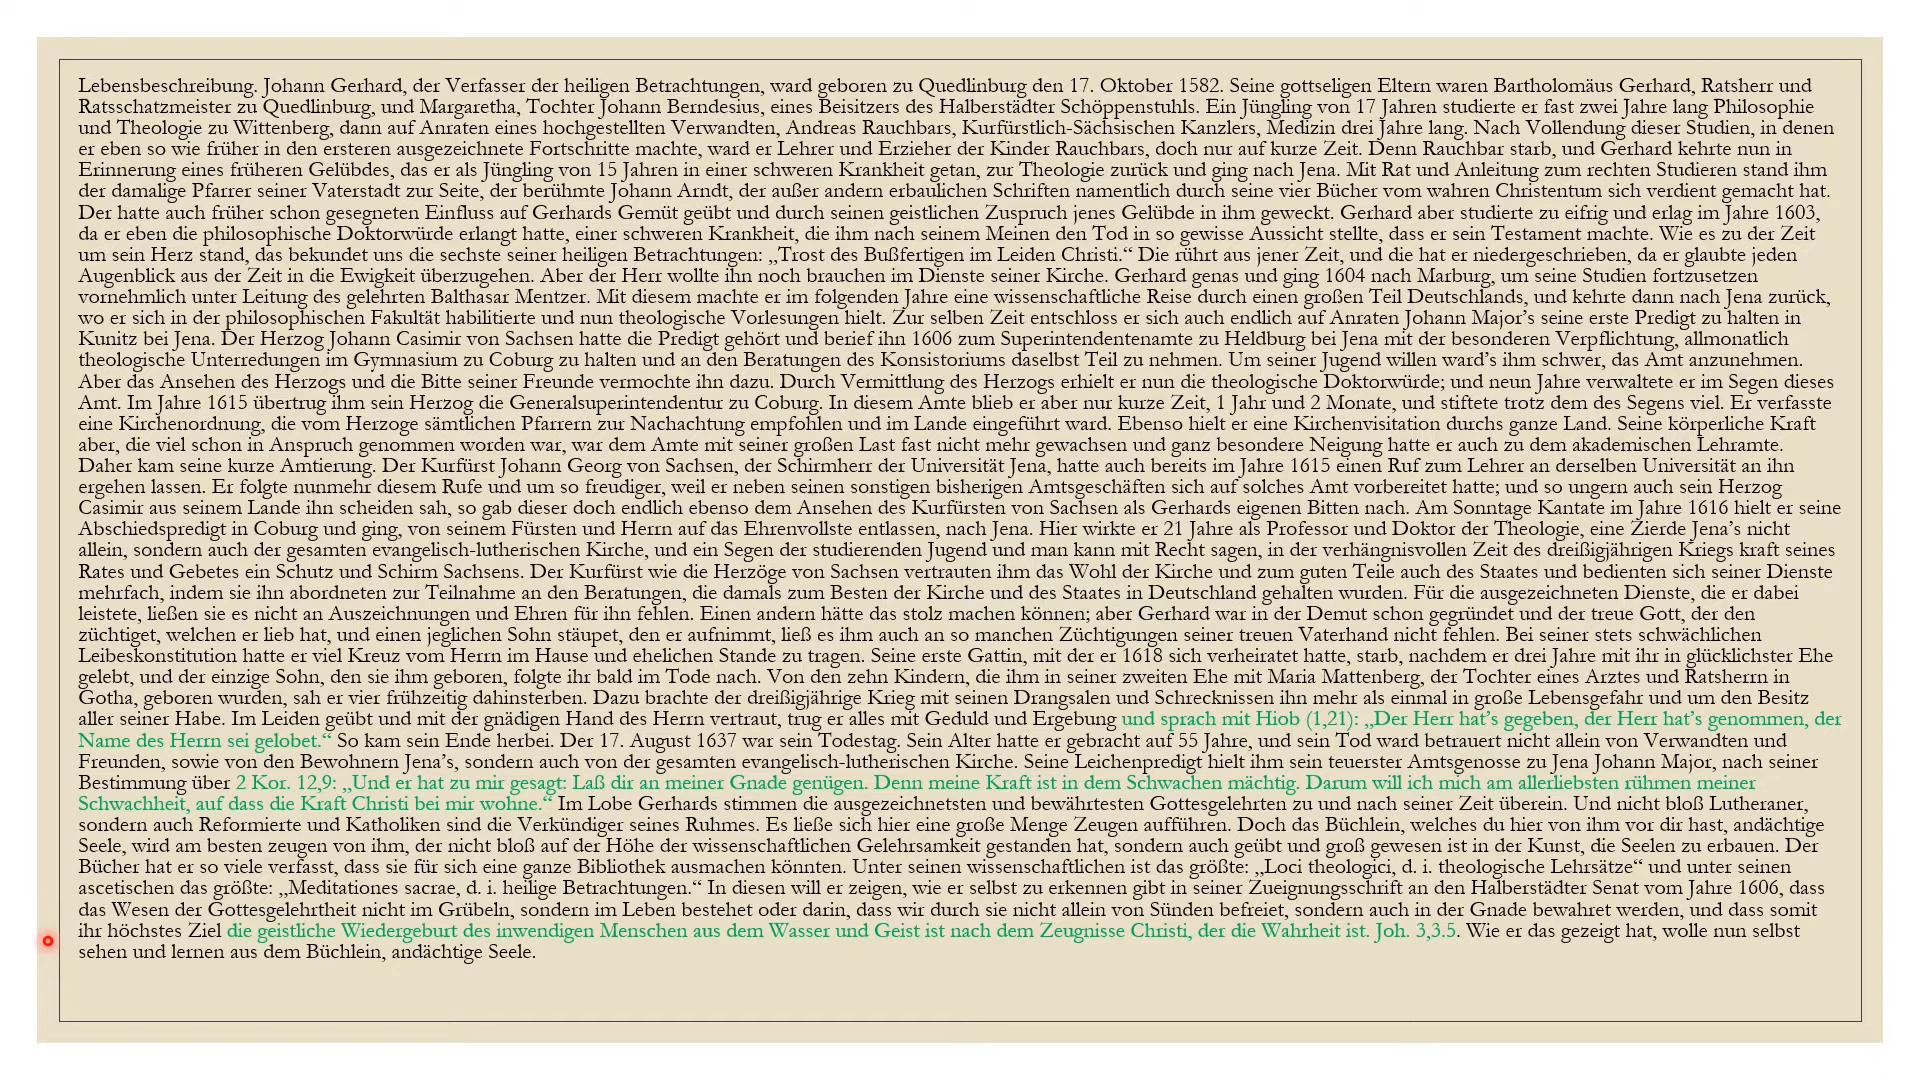 Lebensbeschreibung. Johann Gerhard, der Verfasser der heiligen Betrachtungen, ward geboren zu Quedlinburg den 17. Oktober 1582. Seine gottseligen Eltern waren Bartholomäus Gerhard, Ratsherr und
Ratsschatzmeister zu Quedlinburg, und Margaretha, Tochter Johann Berndesius, eines Beisitzers des Halberstädter Schöppenstuhls. Ein Jüngling von 17 Jahren studierte er fast zwei Jahre lang Philosophie
und Theologie zu Wittenberg, dann auf Anraten eines hochgestellten Verwandten, Andreas Rauchbars, Kurfürstlich-Sächsischen Kanzlers, Medizin drei Jahre lang. Nach Vollendung dieser Studien, in denen
er eben so wie früher in den ersteren ausgezeichnete Fortschritte machte, ward er Lehrer und Erzieher der Kinder Rauchbars, doch nur auf kurze Zeit. Denn Rauchbar starb, und Gerhard kehrte nun in
Erinnerung eines früheren Gelübdes, das er als Jüngling von 15 Jahren in einer schweren Krankheit getan, zur Theologie zurück und ging nach Jena. Mit Rat und Anleitung zum rechten Studieren stand ihm
der damalige Pfarrer seiner Vaterstadt zur Seite, der berühmte Johann Arndt, der außer andern erbaulichen Schriften namentlich durch seine vier Bücher vom wahren Christentum sich verdient gemacht hat.
Der hatte auch früher schon gesegneten Einfluss auf Gerhards Gemüt geübt und durch seinen geistlichen Zuspruch jenes Gelübde in ihm geweckt. Gerhard aber studierte zu eifrig und erlag im Jahre 1603,
da er eben die philosophische Doktorwürde erlangt hatte, einer schweren Krankheit, die ihm nach seinem Meinen den Tod in so gewisse Aussicht stellte, dass er sein Testament machte. Wie es zu der Zeit
um sein Herz stand, das bekundet uns die sechste seiner heiligen Betrachtungen: „Trost des Bußfertigen im Leiden Christi.“ Die rührt aus jener Zeit, und die hat er niedergeschrieben, da er glaubte jeden
Augenblick aus der Zeit in die Ewigkeit überzugehen. Aber der Herr wollte ihn noch brauchen im Dienste seiner Kirche. Gerhard genas und ging 1604 nach Marburg, um seine Studien fortzusetzen
vornehmlich unter Leitung des gelehrten Balthasar Mentzer. Mit diesem machte er im folgenden Jahre eine wissenschaftliche Reise durch einen großen Teil Deutschlands, und kehrte dann nach Jena zurück,
wo er sich in der philosophischen Fakultät habilitierte und nun theologische Vorlesungen hielt. Zur selben Zeit entschloss er sich auch endlich auf Anraten Johann Major’s seine erste Predigt zu halten in
Kunitz bei Jena. Der Herzog Johann Casimir von Sachsen hatte die Predigt gehört und berief ihn 1606 zum Superintendentenamte zu Heldburg bei Jena mit der besonderen Verpflichtung, allmonatlich
theologische Unterredungen im Gymnasium zu Coburg zu halten und an den Beratungen des Konsistoriums daselbst Teil zu nehmen. Um seiner Jugend willen ward’s ihm schwer, das Amt anzunehmen.
Aber das Ansehen des Herzogs und die Bitte seiner Freunde vermochte ihn dazu. Durch Vermittlung des Herzogs erhielt er nun die theologische Doktorwürde; und neun Jahre verwaltete er im Segen dieses
Amt. Im Jahre 1615 übertrug ihm sein Herzog die Generalsuperintendentur zu Coburg. In diesem Amte blieb er aber nur kurze Zeit, 1 Jahr und 2 Monate, und stiftete trotz dem des Segens viel. Er verfasste
eine Kirchenordnung, die vom Herzoge sämtlichen Pfarrern zur Nachachtung empfohlen und im Lande eingeführt ward. Ebenso hielt er eine Kirchenvisitation durchs ganze Land. Seine körperliche Kraft
aber, die viel schon in Anspruch genommen worden war, war dem Amte mit seiner großen Last fast nicht mehr gewachsen und ganz besondere Neigung hatte er auch zu dem akademischen Lehramte.
Daher kam seine kurze Amtierung. Der Kurfürst Johann Georg von Sachsen, der Schirmherr der Universität Jena, hatte auch bereits im Jahre 1615 einen Ruf zum Lehrer an derselben Universität an ihn
ergehen lassen. Er folgte nunmehr diesem Rufe und um so freudiger, weil er neben seinen sonstigen bisherigen Amtsgeschäften sich auf solches Amt vorbereitet hatte; und so ungern auch sein Herzog
Casimir aus seinem Lande ihn scheiden sah, so gab dieser doch endlich ebenso dem Ansehen des Kurfürsten von Sachsen als Gerhards eigenen Bitten nach. Am Sonntage Kantate im Jahre 1616 hielt er seine
Abschiedspredigt in Coburg und ging, von seinem Fürsten und Herrn auf das Ehrenvollste entlassen, nach Jena. Hier wirkte er 21 Jahre als Professor und Doktor der Theologie, eine Zierde Jena’s nicht
allein, sondern auch der gesamten evangelisch-lutherischen Kirche, und ein Segen der studierenden Jugend und man kann mit Recht sagen, in der verhängnisvollen Zeit des dreißigjährigen Kriegs kraft seines
Rates und Gebetes ein Schutz und Schirm Sachsens. Der Kurfürst wie die Herzöge von Sachsen vertrauten ihm das Wohl der Kirche und zum guten Teile auch des Staates und bedienten sich seiner Dienste
mehrfach, indem sie ihn abordneten zur Teilnahme an den Beratungen, die damals zum Besten der Kirche und des Staates in Deutschland gehalten wurden. Für die ausgezeichneten Dienste, die er dabei
leistete, ließen sie es nicht an Auszeichnungen und Ehren für ihn fehlen. Einen andern hätte das stolz machen können; aber Gerhard war in der Demut schon gegründet und der treue Gott, der den
züchtiget, welchen er lieb hat, und einen jeglichen Sohn stäupet, den er aufnimmt, ließ es ihm auch an so manchen Züchtigungen seiner treuen Vaterhand nicht fehlen. Bei seiner stets schwächlichen
Leibeskonstitution hatte er viel Kreuz vom Herrn im Hause und ehelichen Stande zu tragen. Seine erste Gattin, mit der er 1618 sich verheiratet hatte, starb, nachdem er drei Jahre mit ihr in glücklichster Ehe
gelebt, und der einzige Sohn, den sie ihm geboren, folgte ihr bald im Tode nach. Von den zehn Kindern, die ihm in seiner zweiten Ehe mit Maria Mattenberg, der Tochter eines Arztes und Ratsherrn in
Gotha, geboren wurden, sah er vier frühzeitig dahinsterben. Dazu brachte der dreißigjährige Krieg mit seinen Drangsalen und Schrecknissen ihn mehr als einmal in große Lebensgefahr und um den Besitz
aller seiner Habe. Im Leiden geübt und mit der gnädigen Hand des Herrn vertraut, trug er alles mit Geduld und Ergebung und sprach mit Hiob (1,21): „Der Herr hat’s gegeben, der Herr hat’s genommen, der
Name des Herrn sei gelobet.“ So kam sein Ende herbei. Der 17. August 1637 war sein Todestag. Sein Alter hatte er gebracht auf 55 Jahre, und sein Tod ward betrauert nicht allein von Verwandten und
Freunden, sowie von den Bewohnern Jena’s, sondern auch von der gesamten evangelisch-lutherischen Kirche. Seine Leichenpredigt hielt ihm sein teuerster Amtsgenosse zu Jena Johann Major, nach seiner
Bestimmung über 2 Kor. 12,9: „Und er hat zu mir gesagt: Laß dir an meiner Gnade genügen. Denn meine Kraft ist in dem Schwachen mächtig. Darum will ich mich am allerliebsten rühmen meiner
Schwachheit, auf dass die Kraft Christi bei mir wohne.“ Im Lobe Gerhards stimmen die ausgezeichnetsten und bewährtesten Gottesgelehrten zu und nach seiner Zeit überein. Und nicht bloß Lutheraner,
sondern auch Reformierte und Katholiken sind die Verkündiger seines Ruhmes. Es ließe sich hier eine große Menge Zeugen aufführen. Doch das Büchlein, welches du hier von ihm vor dir hast, andächtige
Seele, wird am besten zeugen von ihm, der nicht bloß auf der Höhe der wissenschaftlichen Gelehrsamkeit gestanden hat, sondern auch geübt und groß gewesen ist in der Kunst, die Seelen zu erbauen. Der
Bücher hat er so viele verfasst, dass sie für sich eine ganze Bibliothek ausmachen könnten. Unter seinen wissenschaftlichen ist das größte: „Loci theologici, d. i. theologische Lehrsätze“ und unter seinen
ascetischen das größte: „Meditationes sacrae, d. i. heilige Betrachtungen.“ In diesen will er zeigen, wie er selbst zu erkennen gibt in seiner Zueignungsschrift an den Halberstädter Senat vom Jahre 1606, dass
das Wesen der Gottesgelehrtheit nicht im Grübeln, sondern im Leben bestehet oder darin, dass wir durch sie nicht allein von Sünden befreiet, sondern auch in der Gnade bewahret werden, und dass somit
ihr höchstes Ziel die geistliche Wiedergeburt des inwendigen Menschen aus dem Wasser und Geist ist nach dem Zeugnisse Christi, der die Wahrheit ist. Joh. 3,3.5. Wie er das gezeigt hat, wolle nun selbst
sehen und lernen aus dem Büchlein, andächtige Seele.